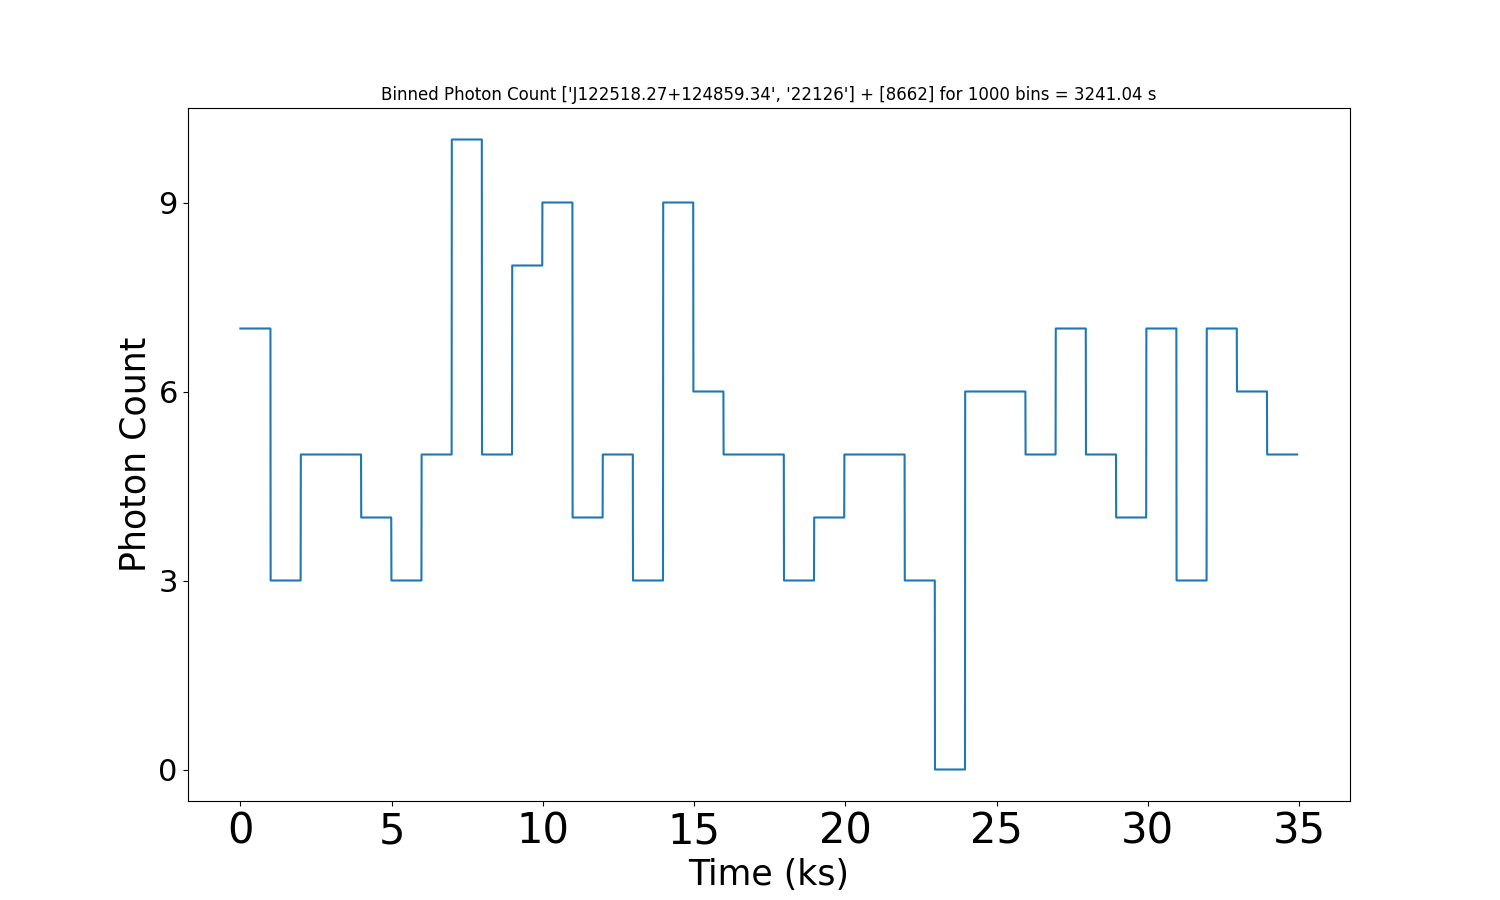 Binned Photon Count ['J122518.27+124859.34', '22126'] + [8662] for 1000 bins = 3241.04 s
Photon Count
9
6
3
0
0 5 10 15 20 25 30 35
Time (ks)